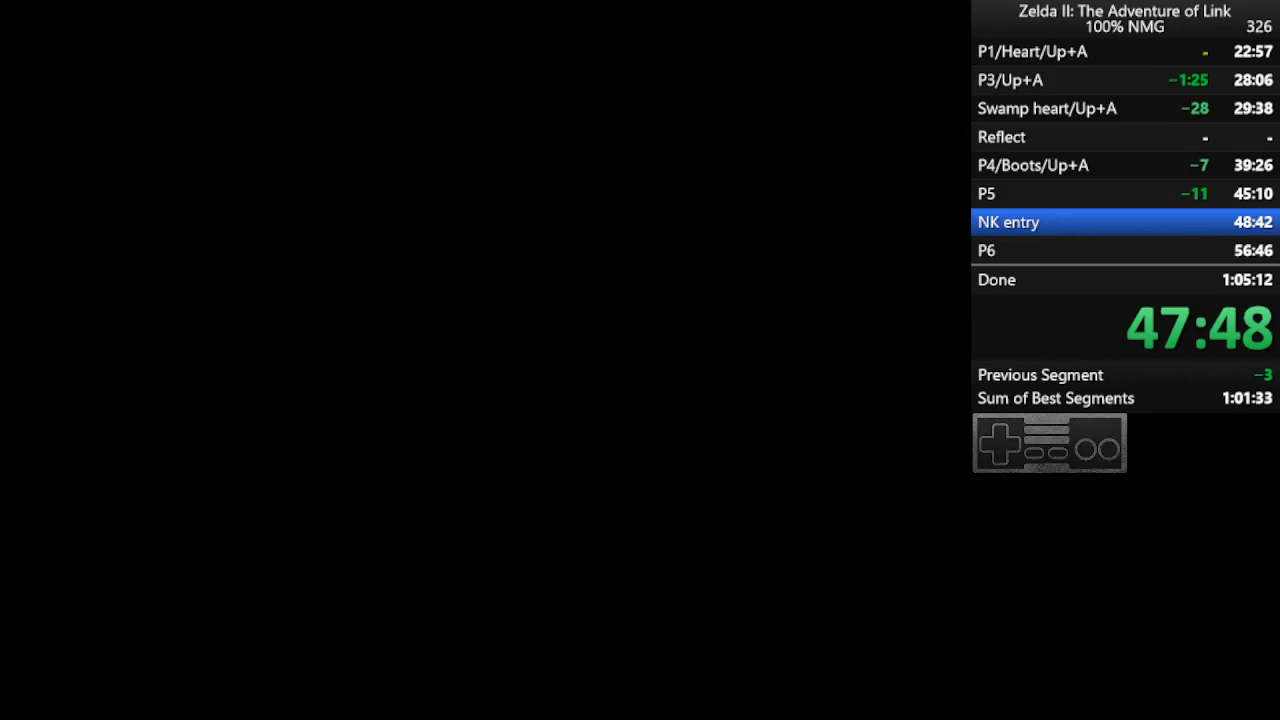 Zelda II: The Adventure of Link
100% NMG 326
P1/Heart/Up+A - 22:57
P3/Up+A −1:25 28:06
Swamp heart/Up+A −28 29:38
Reflect - -
P4/Boots/Up+A −7 39:26
P5 −11 45:10
NK entry 48:42
P6 56:46
Done 1:05:12
47:48
Previous Segment −3
Sum of Best Segments 1:01:33